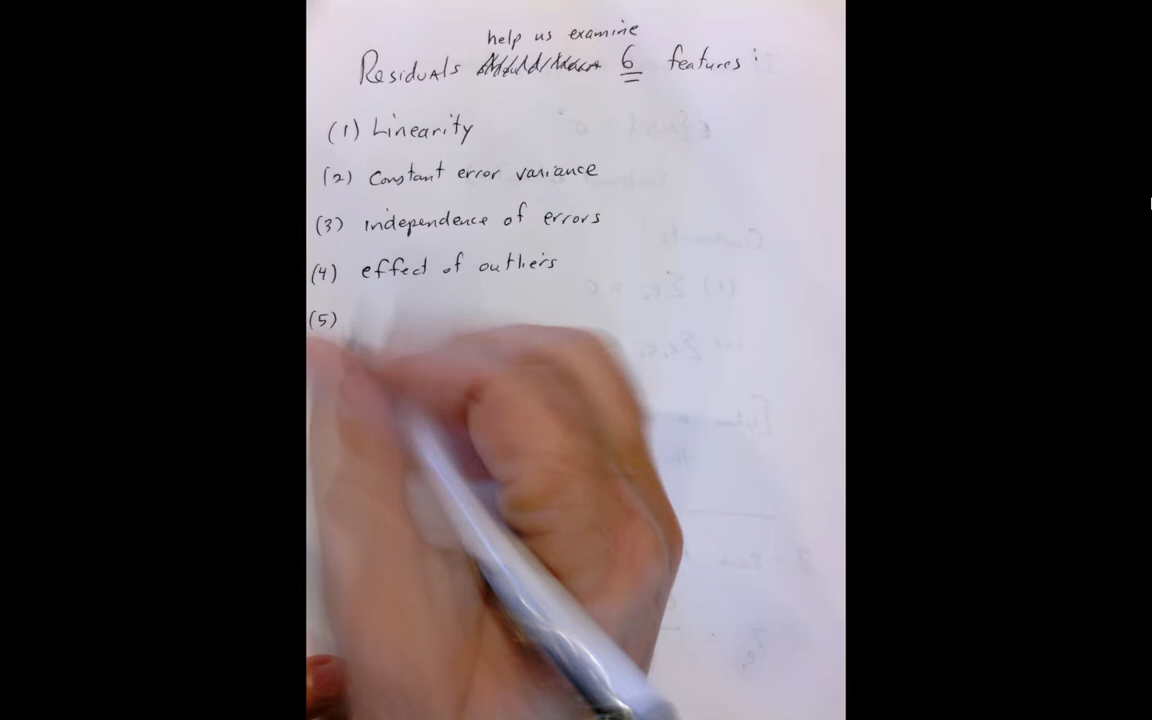 help us examine
Residuals 6 features :
(1) Linearity
(2) constant error variance
(3) independence of errors
(4) effect of outliers
(5)